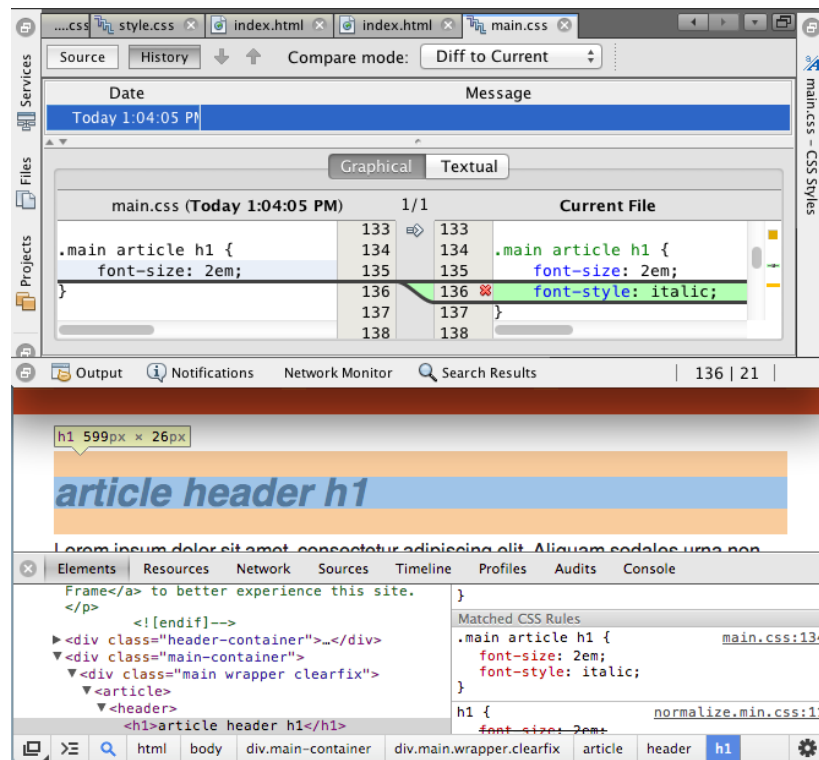 ....css style.css index.html index.html main.css
Services
Files
Projects
main.css - CSS Styles
Source History Compare mode: Diff to Current
Date Message
Today 1:04:05 PM
Graphical Textual
main.css (Today 1:04:05 PM) 1/1 Current File
133 133
.main article h1 { 134 134 .main article h1 {
font-size: 2em; 135 135 font-size: 2em;
} 136 136 font-style: italic;
137 137 }
138 138
Output Notifications Network Monitor Search Results 136 | 21
h1 599px × 26px
article header h1
Lorem ipsum dolor sit amet, consectetur adipiscing elit. Aliquam sodales urna non
Elements Resources Network Sources Timeline Profiles Audits Console
Frame</a> to better experience this site.
</p>
<![endif]-->
<div class="header-container">…</div>
<div class="main-container">
<div class="main wrapper clearfix">
<article>
<header>
<h1>article header h1</h1>
}
Matched CSS Rules
.main article h1 { main.css:134
font-size: 2em;
font-style: italic;
}
h1 { normalize.min.css:1
font-size: 2em;
html body div.main-container div.main.wrapper.clearfix article header h1